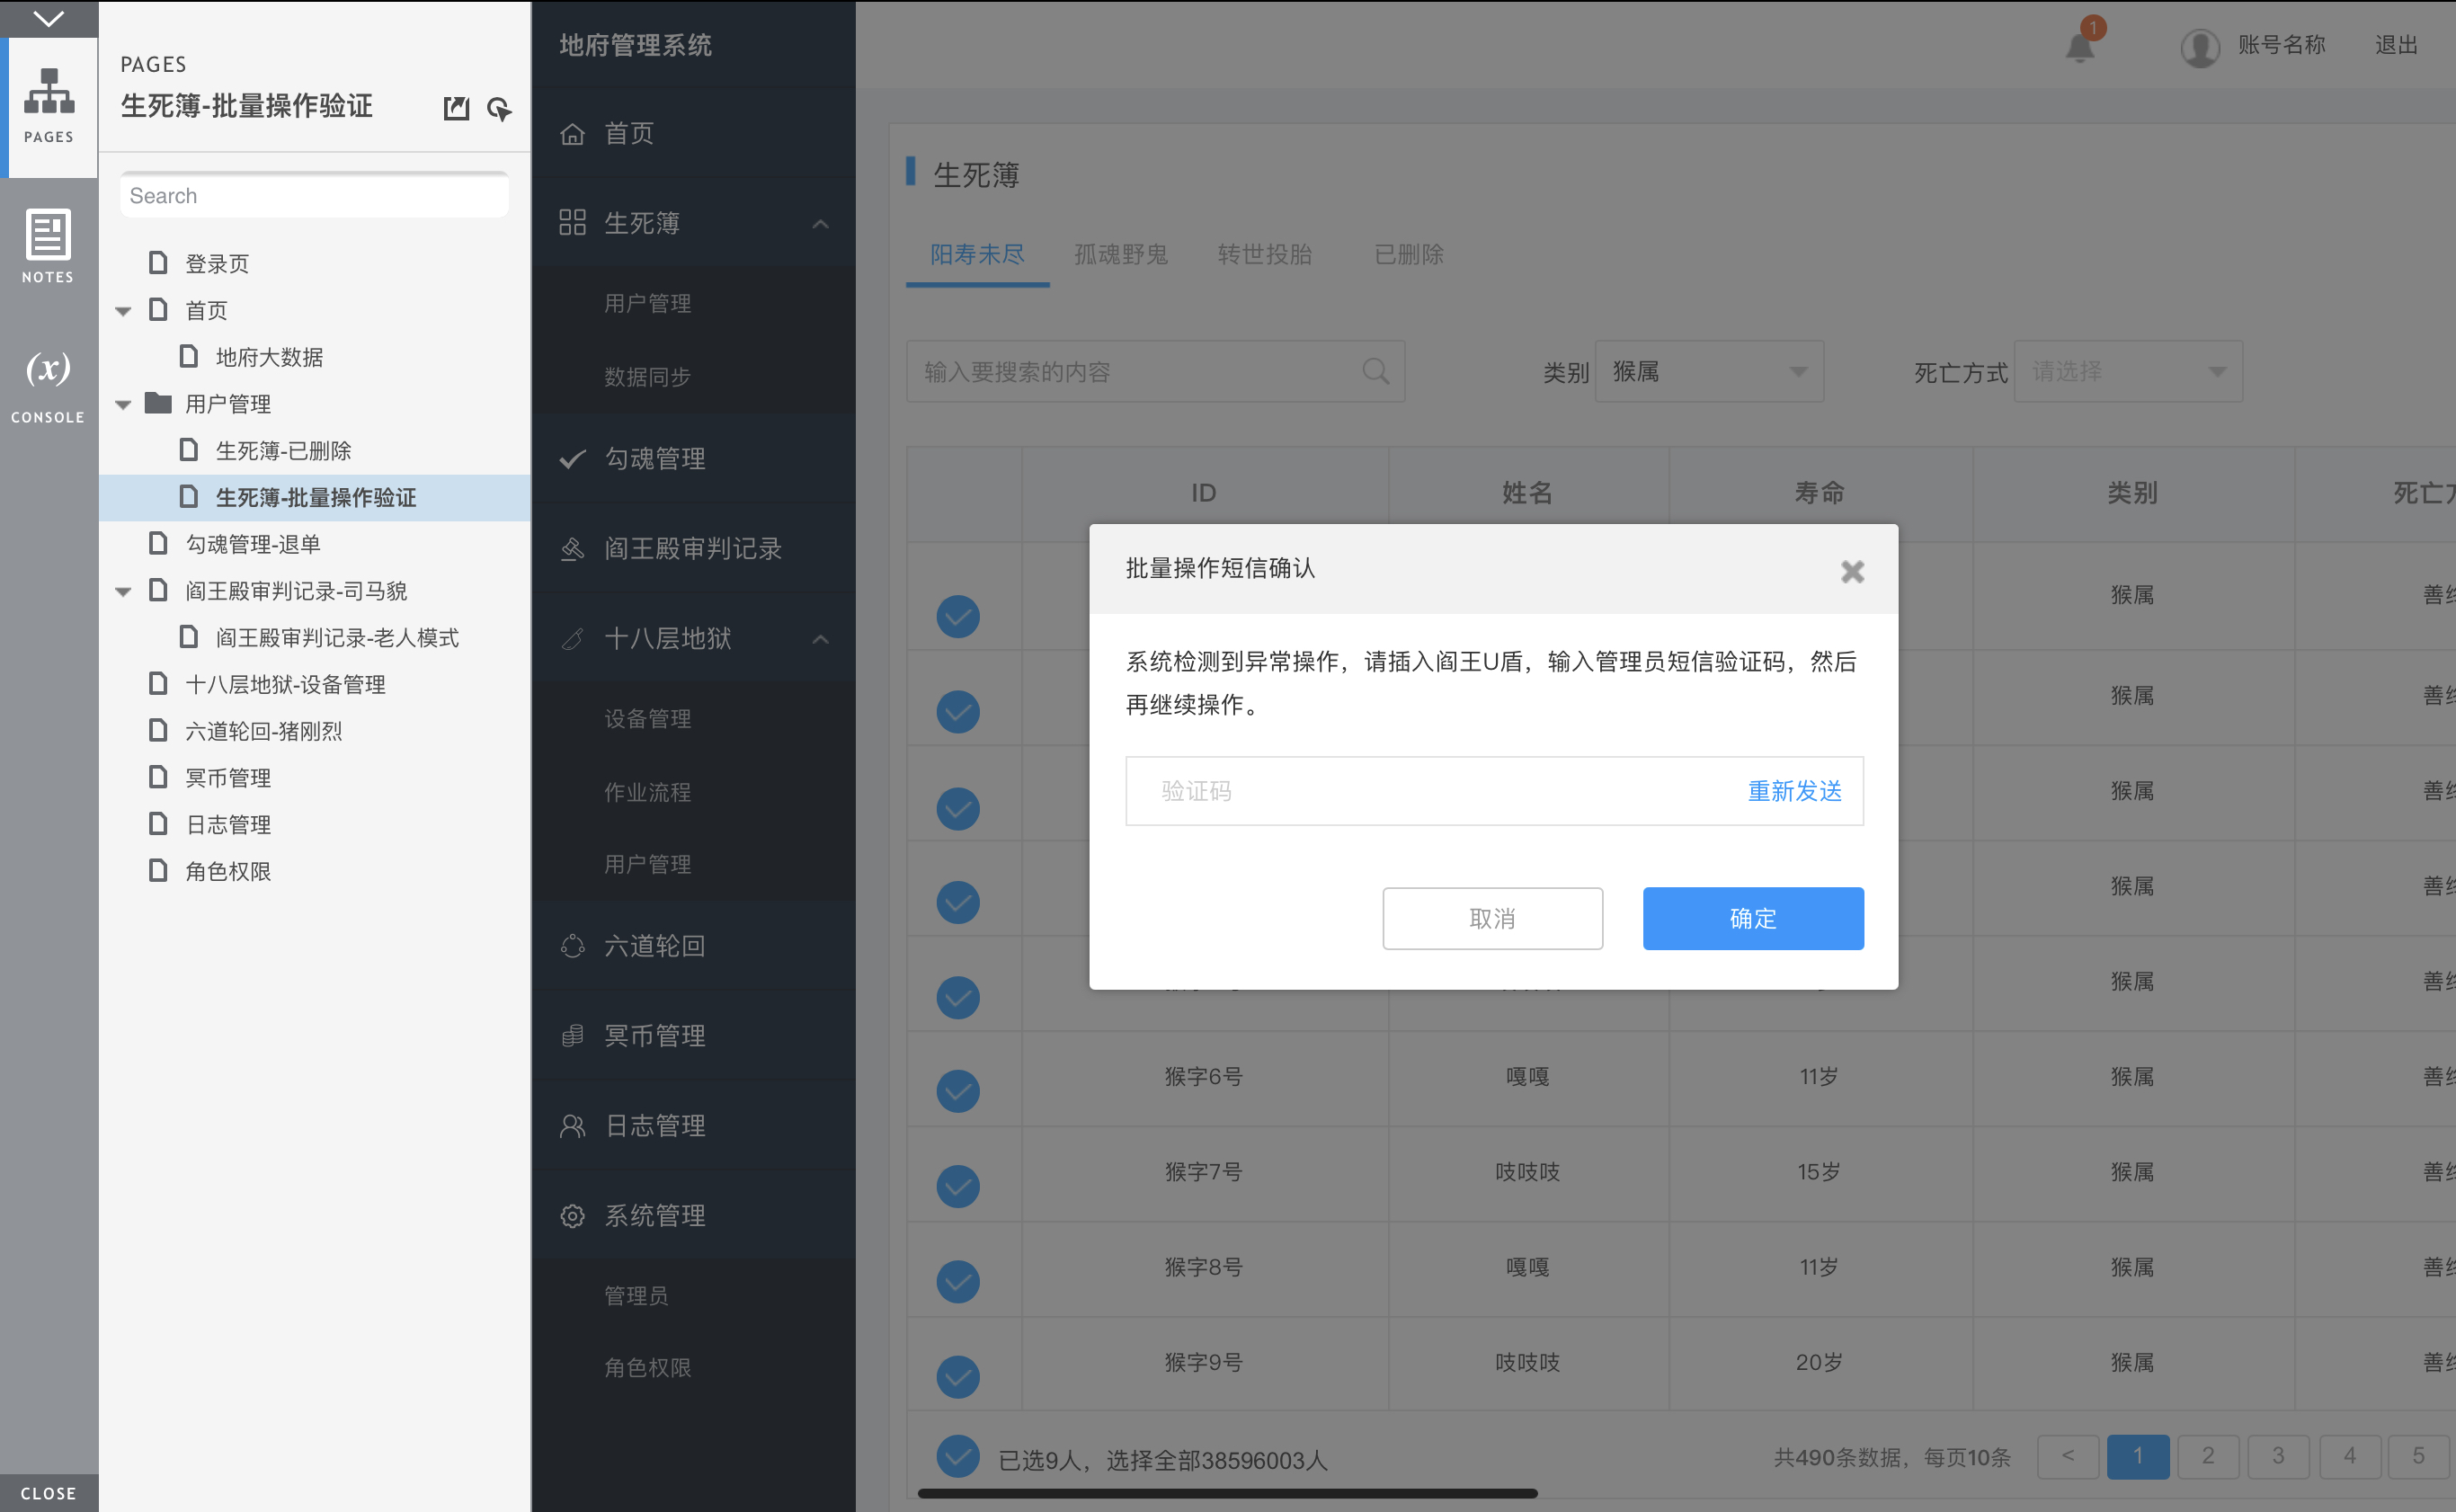 PAGES
生死簿-批量操作验证
PAGES
NOTES
(x)
CONSOLE
CLOSE
Search
登录页
首页
地府大数据
用户管理
生死簿-已删除
生死簿-批量操作验证
勾魂管理-退单
阎王殿审判记录-司马貌
阎王殿审判记录-老人模式
十八层地狱-设备管理
六道轮回-猪刚烈
冥币管理
日志管理
角色权限
地府管理系统
首页
生死簿
用户管理
数据同步
勾魂管理
阎王殿审判记录
十八层地狱
设备管理
作业流程
用户管理
六道轮回
冥币管理
日志管理
系统管理
管理员
角色权限
1 账号名称 退出
生死簿
阳寿未尽 孤魂野鬼 转世投胎 已删除
输入要搜索的内容 类别 猴属 死亡方式 请选择
ID 姓名 寿命 类别 死亡
批量操作短信确认
系统检测到异常操作，请插入阎王U盾，输入管理员短信验证码，然后
再继续操作。
验证码 重新发送
取消 确定
猴属 善
猴属 善
猴属 善
猴属 善
猴属 善
猴字6号 嘎嘎 11岁 猴属 善
猴字7号 吱吱吱 15岁 猴属 善
猴字8号 嘎嘎 11岁 猴属 善
猴字9号 吱吱吱 20岁 猴属 善
已选9人，选择全部38596003人 共490条数据，每页10条 < 1 2 3 4 5